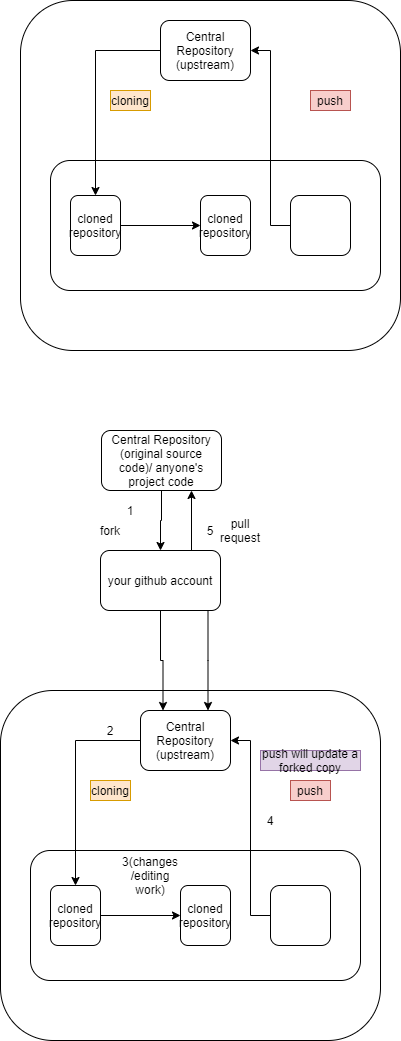 Central
Repository
(upstream)
cloning
push
cloned
repository
cloned
repository
Central Repository
(original source
code)/ anyone's
project code
1
fork
5
pull
request
your github account
2
Central
Repository
(upstream)
push will update a
forked copy
cloning
push
4
3(changes
/editing
work)
cloned
repository
cloned
repository